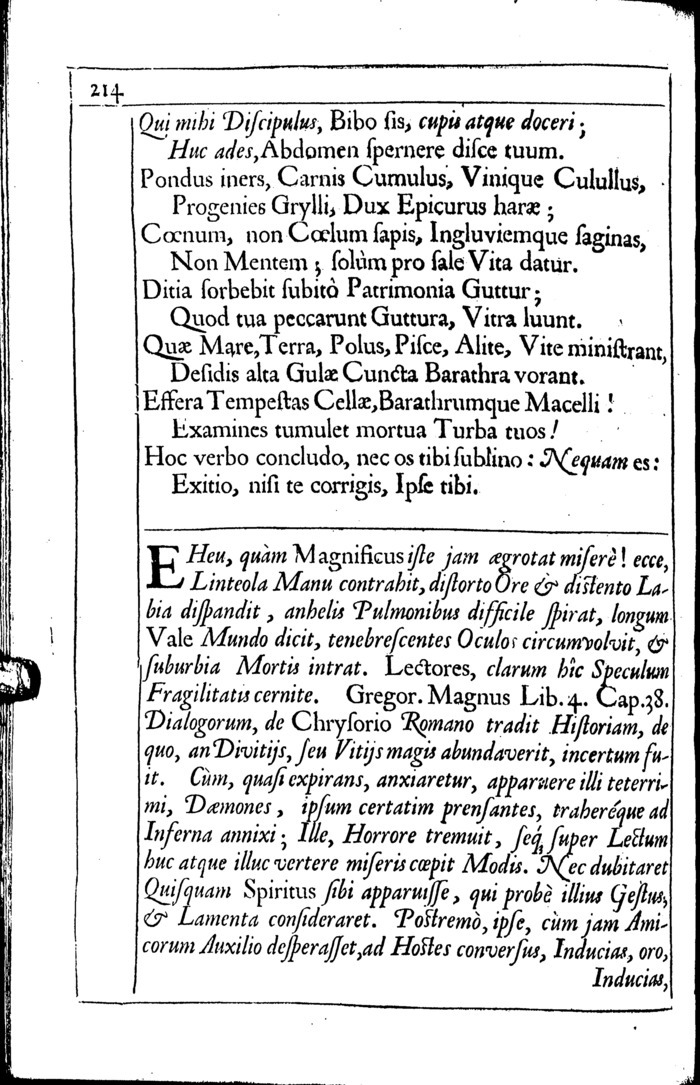 214
Qui mihi Diſcipulus, Bibo ſis, cupis atque doceri;
Huc ades, Abdomen ſpernere diſce tuum.
Pondus iners, Carnis Cumulus, Vinique Culullus,
Progenies Grylli, Dux Epicurus haræ;
Cœnum, non Cœlum ſapis, Ingluviemque ſaginas,
Non Mentem; ſolùm pro ſale Vita datur.
Ditia ſorbebit ſubitò Patrimonia Guttur;
Quod tua peccarunt Guttura, Vitra luunt.
Quæ Mare, Terra, Polus, Piſce, Alite, Vite miniſtrant,
Deſidis alta Gulæ Cuncta Barathra vorant.
Effera Tempeſtas Cellæ, Barathrumque Macelli!
Examines tumulet mortua Turba tuos!
Hoc verbo concludo, nec os tibi ſublino: Nequam es:
Exitio, niſi te corrigis, Ipſe tibi.
EHeu, quàm Magnificus iſte jam ægrotat miſerè! ecce,
Linteola Manu contrahit, diſtorto Ore & diſtento La-
bia diſpandit, anhelis Pulmonibus difficile ſpirat, longum
Vale Mundo dicit, tenebreſcentes Oculos circumvolvit, &
ſuburbia Mortis intrat. Lectores, clarum hîc Speculum
Fragilitatis cernite. Gregor. Magnus Lib. 4. Cap. 38.
Dialogorum, de Chryſorio Romano tradit Hiſtoriam, de
quo, an Divitijs, ſeu Vitijs magis abundaverit, incertum fu-
it. Cùm, quaſi expirans, anxiaretur, apparuere illi teterri-
mi, Dæmones, ipſum certatim prenſantes, traheréque ad
Inferna annixi; Ille, Horrore tremuit, ſeq́; ſuper Lectum
huc atque illuc vertere miſeris cœpit Modis. Nec dubitaret
Quiſquam Spiritus ſibi apparuiſſe, qui probè illius Geſtus,
& Lamenta conſideraret. Poſtremò, ipſe, cùm jam Ami-
corum Auxilio deſperaſſet, ad Hoſtes converſus, Inducias, oro,
Inducias,